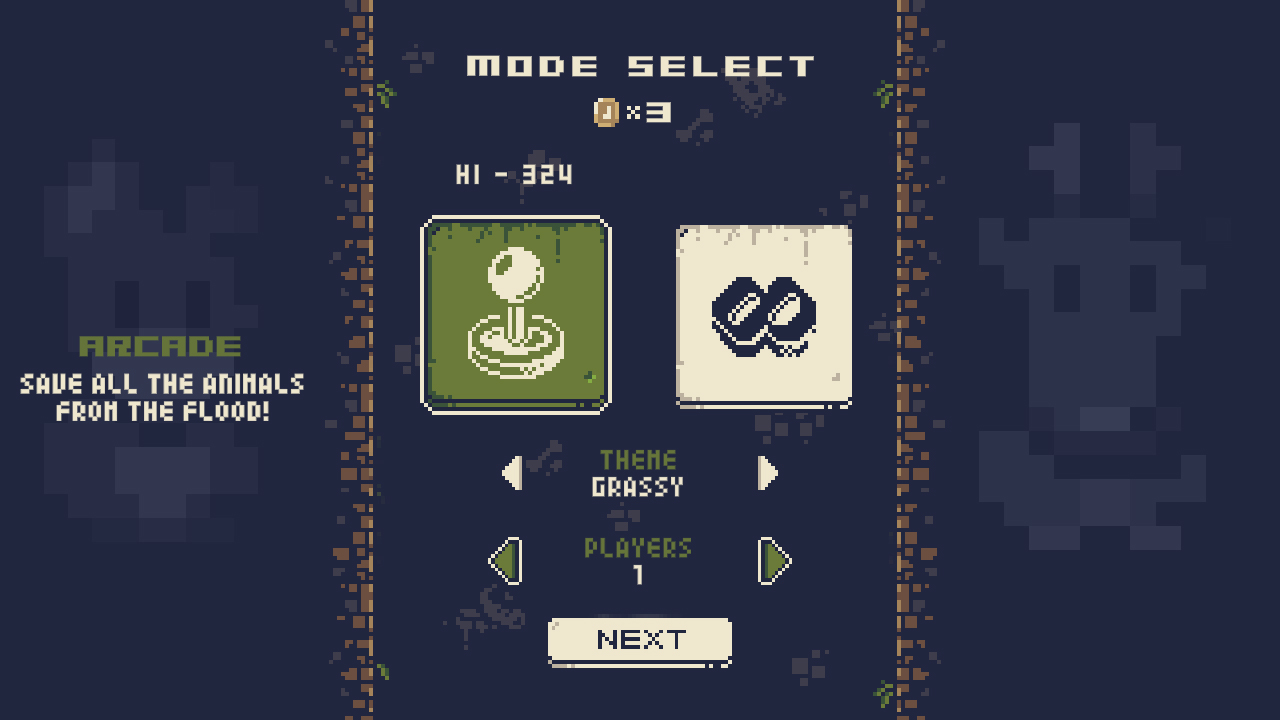 MODE SELECT
×3
HI - 324
ARCADE
SAVE ALL THE ANIMALS
FROM THE FLOOD!
THEME
GRASSY
PLAYERS
1
NEXT